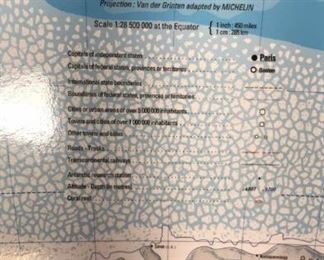 Projection : Van der Grinten adapted by MICHELIN
Scale 1:28 500 000 at the Equator { 1 inch : 450 miles
1 cm : 285 km
Capitals of independent states Paris
Capitals of federal states, provinces or territories
International state boundaries
Boundaries of federal states, provinces or territories
Cities or urban areas of over 5 000 000 inhabitants
Towns and cities of over 1 000 000 inhabitants
Other towns and cities
Roads - Tracks
Transcontinental railways
Antarctic research station
Altitude - Depth (in metres)
Coral reef